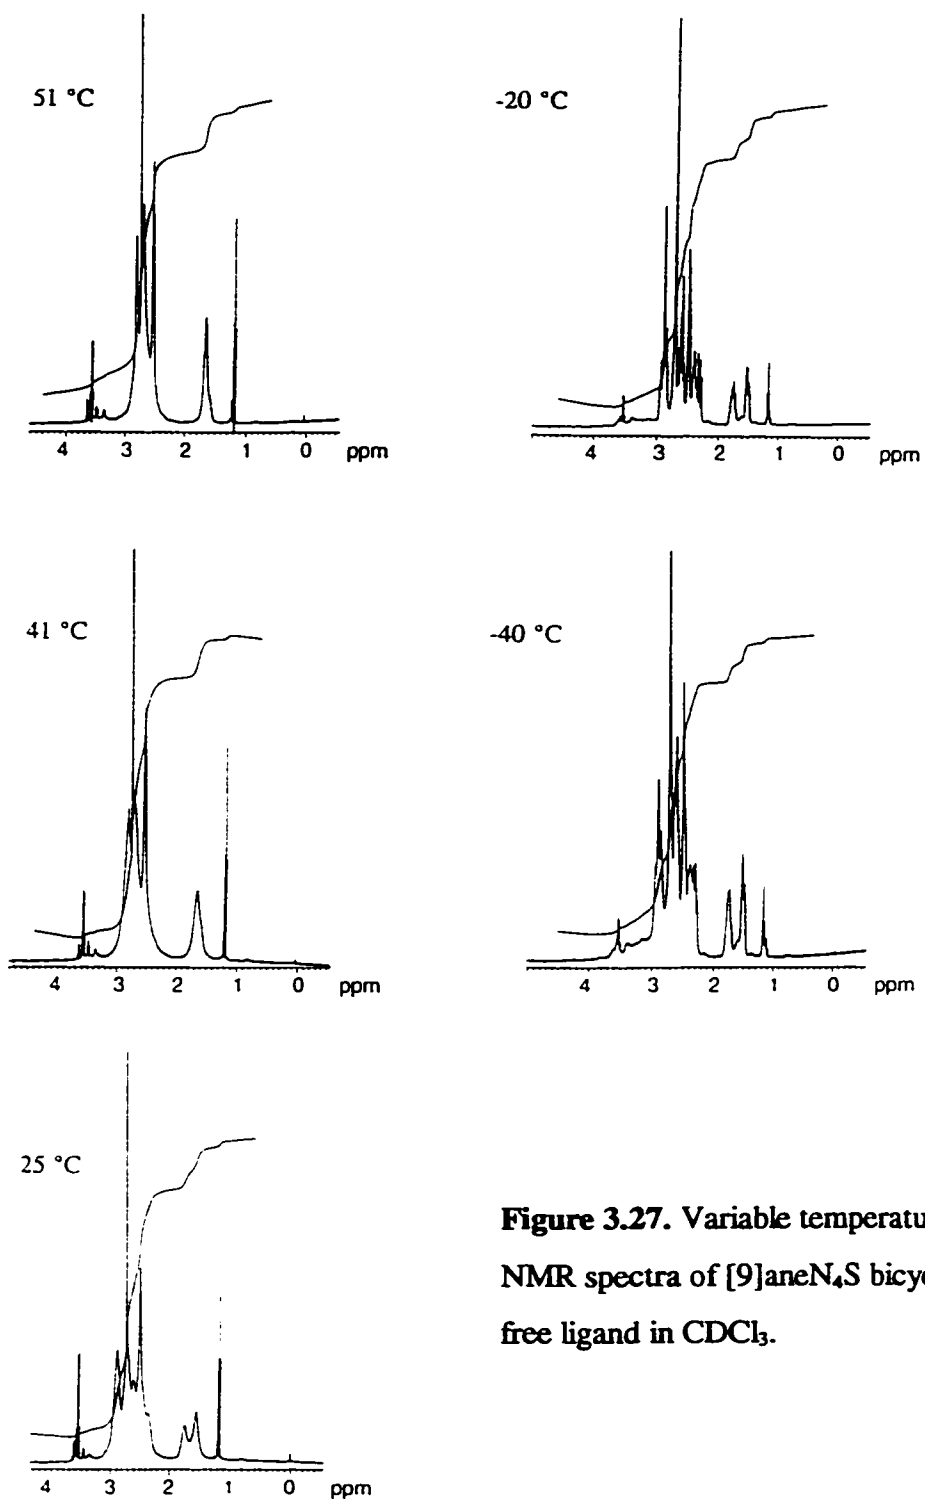 51 °C
4 3 2 1 0 ppm
-20 °C
4 3 2 1 0 ppm
41 °C
4 3 2 1 0 ppm
-40 °C
4 3 2 1 0 ppm
25 °C
4 3 2 1 0 ppm
Figure 3.27. Variable
NMR spectra of [9]aneN₄S
free ligand in CDCl₃.